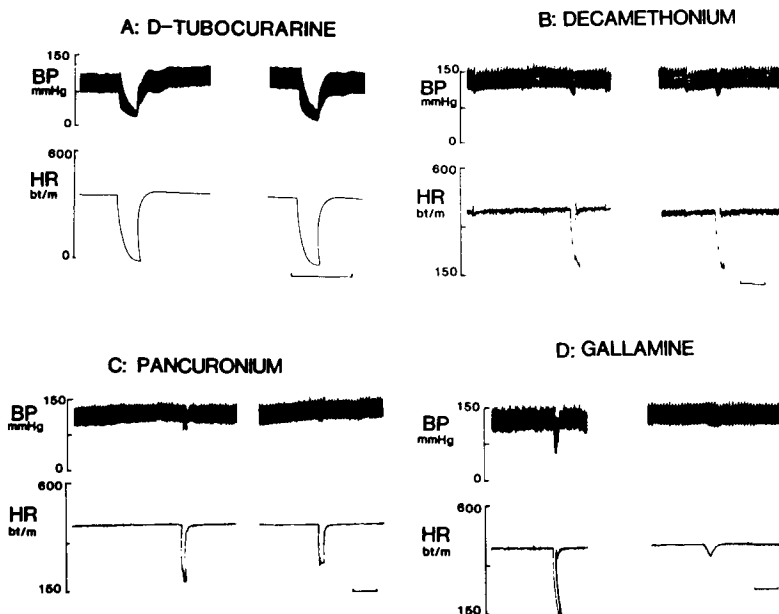 A: D-TUBOCURARINE
150
BP
mmHg
0
600
HR
bt/m
0
B: DECAMETHONIUM
150
BP
mmHg
0
600
HR
bt/m
150
C: PANCURONIUM
150
BP
mmHg
0
600
HR
bt/m
150
D: GALLAMINE
150
BP
mmHg
0
600
HR
bt/m
150